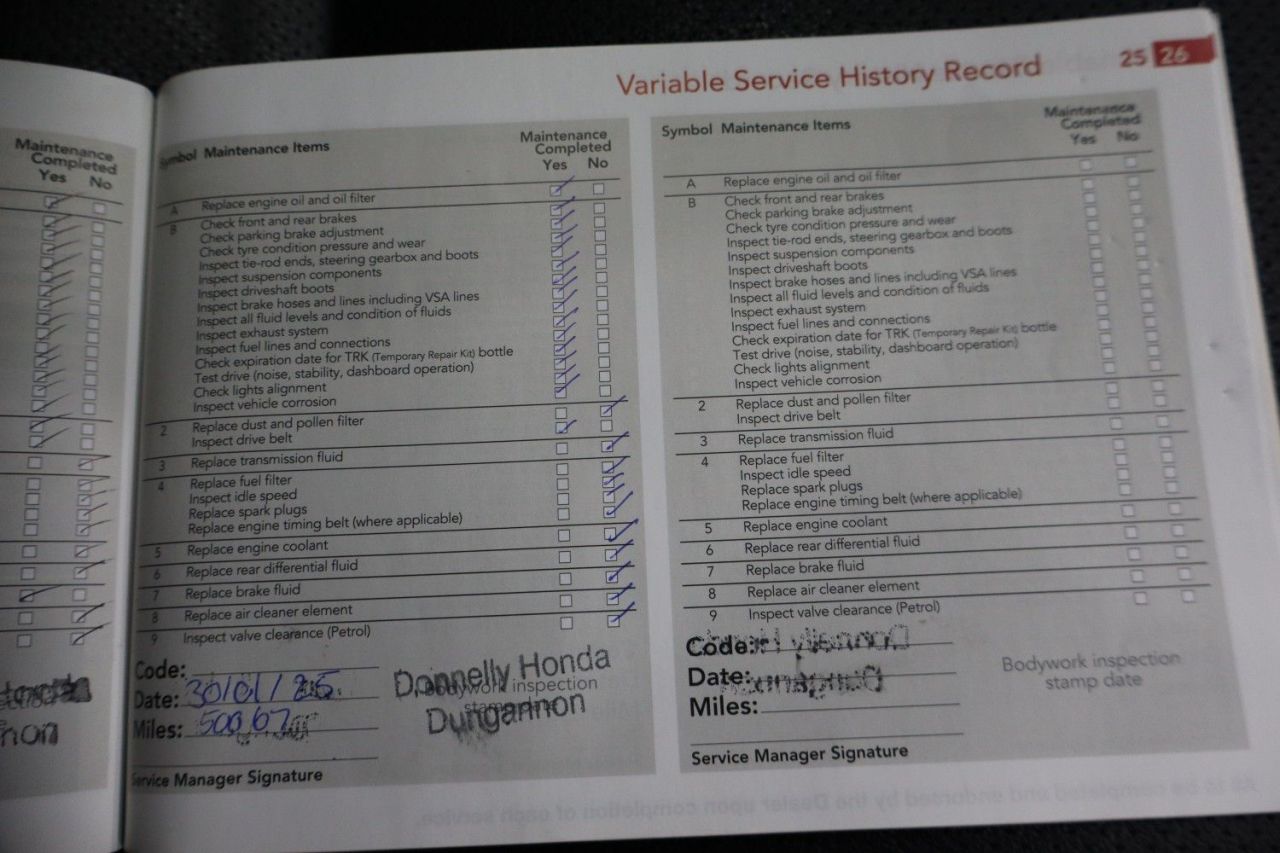 Variable Service History Record 25 26
Maintenance
Completed
Yes No
Symbol Maintenance Items
Maintenance
Completed
Yes No
A Replace engine oil and oil filter
B Check front and rear brakes
Check parking brake adjustment
Check tyre condition pressure and wear
Inspect tie-rod ends, steering gearbox and boots
Inspect suspension components
Inspect driveshaft boots
Inspect brake hoses and lines including VSA lines
Inspect all fluid levels and condition of fluids
Inspect exhaust system
Inspect fuel lines and connections
Check expiration date for TRK (Temporary Repair Kit) bottle
Test drive (noise, stability, dashboard operation)
Check lights alignment
Inspect vehicle corrosion
2 Replace dust and pollen filter
Inspect drive belt
3 Replace transmission fluid
4 Replace fuel filter
Inspect idle speed
Replace spark plugs
Replace engine timing belt (where applicable)
5 Replace engine coolant
6 Replace rear differential fluid
7 Replace brake fluid
8 Replace air cleaner element
9 Inspect valve clearance (Petrol)
Code:
Date: 30/01/25
Miles: 50067
Donnelly Honda
Bodywork inspection
stamp date
Dungannon
Service Manager Signature
Symbol Maintenance Items
Maintenance
Completed
Yes No
A Replace engine oil and oil filter
B Check front and rear brakes
Check parking brake adjustment
Check tyre condition pressure and wear
Inspect tie-rod ends, steering gearbox and boots
Inspect suspension components
Inspect driveshaft boots
Inspect brake hoses and lines including VSA lines
Inspect all fluid levels and condition of fluids
Inspect exhaust system
Inspect fuel lines and connections
Check expiration date for TRK (Temporary Repair Kit) bottle
Test drive (noise, stability, dashboard operation)
Check lights alignment
Inspect vehicle corrosion
2 Replace dust and pollen filter
Inspect drive belt
3 Replace transmission fluid
4 Replace fuel filter
Inspect idle speed
Replace spark plugs
Replace engine timing belt (where applicable)
5 Replace engine coolant
6 Replace rear differential fluid
7 Replace brake fluid
8 Replace air cleaner element
9 Inspect valve clearance (Petrol)
Code:
Date:
Miles:
Bodywork inspection
stamp date
Service Manager Signature